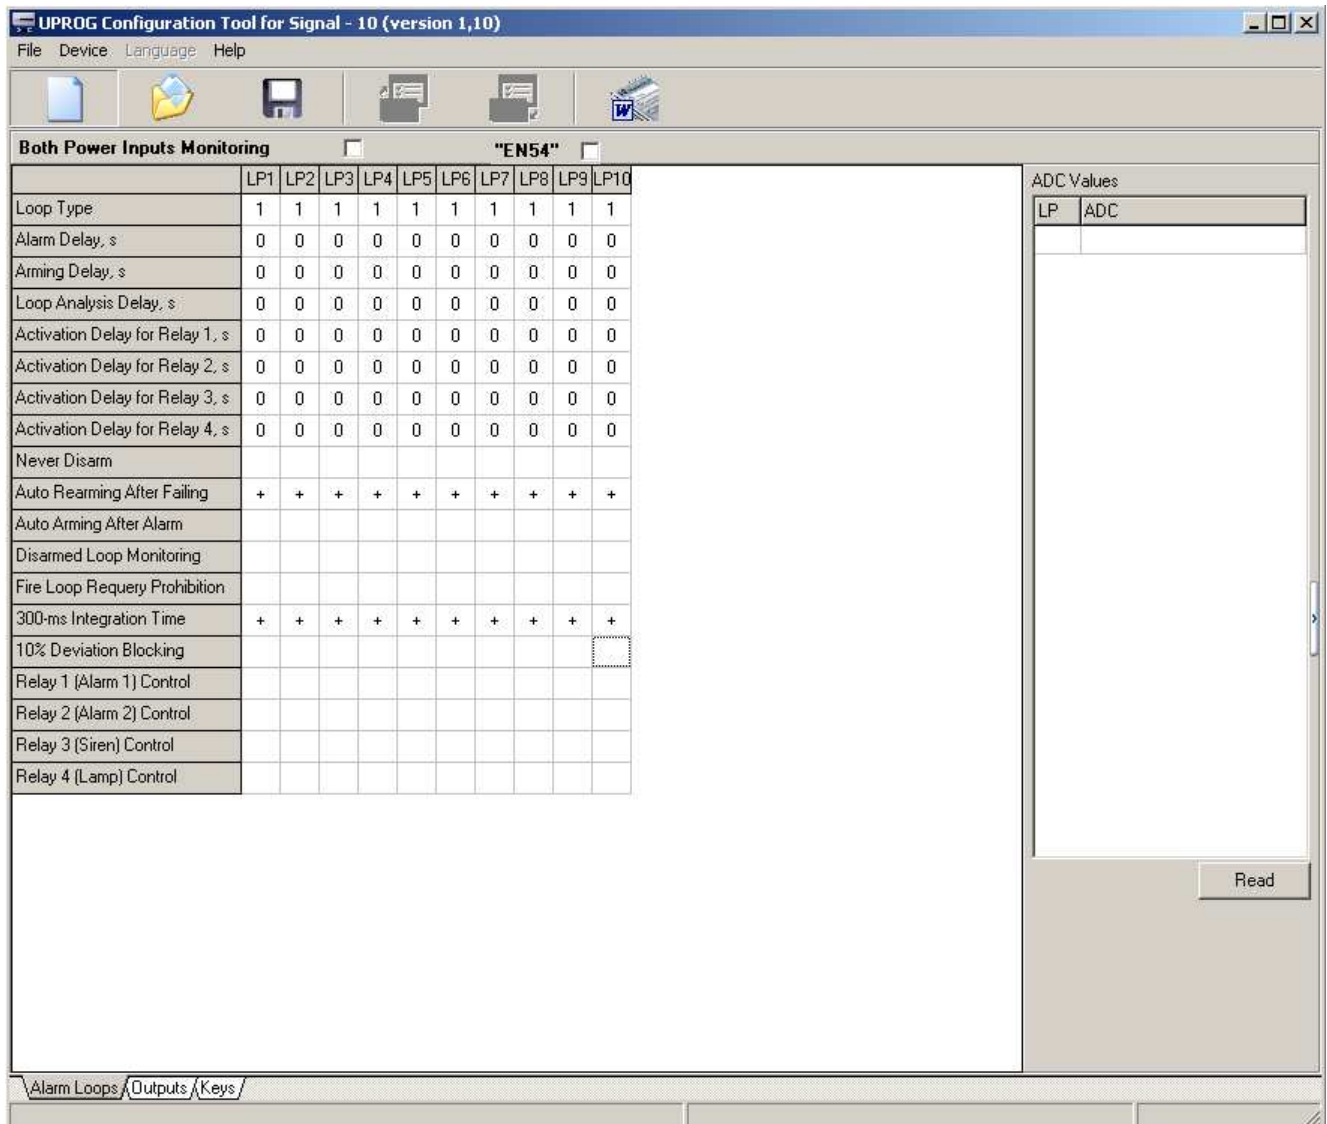 UPROG Configuration Tool for Signal - 10 (version 1,10)
File Device Language Help
W
Both Power Inputs Monitoring "EN54"
LP1 LP2 LP3 LP4 LP5 LP6 LP7 LP8 LP9 LP10
Loop Type 1 1 1 1 1 1 1 1 1 1
Alarm Delay, s 0 0 0 0 0 0 0 0 0 0
Arming Delay, s 0 0 0 0 0 0 0 0 0 0
Loop Analysis Delay, s 0 0 0 0 0 0 0 0 0 0
Activation Delay for Relay 1, s 0 0 0 0 0 0 0 0 0 0
Activation Delay for Relay 2, s 0 0 0 0 0 0 0 0 0 0
Activation Delay for Relay 3, s 0 0 0 0 0 0 0 0 0 0
Activation Delay for Relay 4, s 0 0 0 0 0 0 0 0 0 0
Never Disarm
Auto Rearming After Failing + + + + + + + + + +
Auto Arming After Alarm
Disarmed Loop Monitoring
Fire Loop Requery Prohibition
300-ms Integration Time + + + + + + + + + +
10% Deviation Blocking
Relay 1 (Alarm 1) Control
Relay 2 (Alarm 2) Control
Relay 3 (Siren) Control
Relay 4 (Lamp) Control
ADC Values
LP ADC
Read
Alarm Loops Outputs Keys